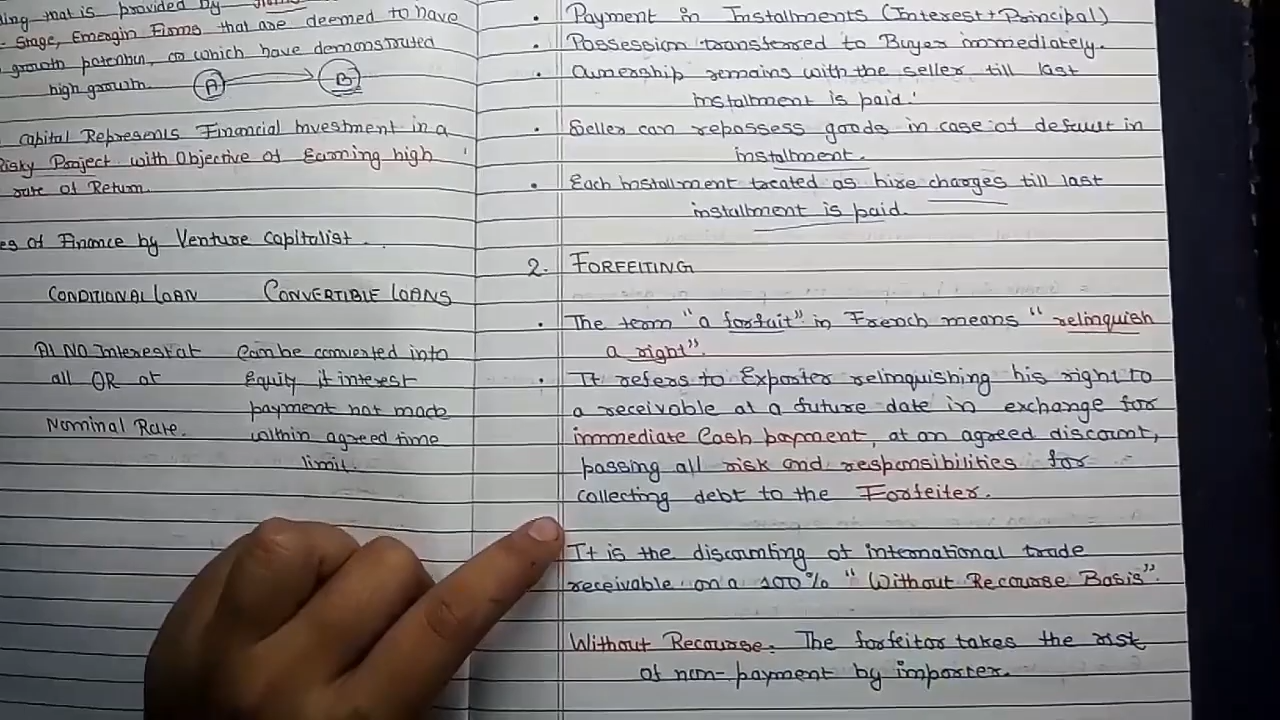 ding that is provided by
- Stage, Emergin Firms that are deemed to have
growth potential, or which have demonstrated
high growth. A B
Capital Represents Financial Investment in a
Risky Project with Objective of Earning high
rate of Return.
es of Finance by Venture Capitalist.
CONDITIONAL LOAN CONVERTIBLE LOANS
At NO Interest at Can be converted into
all OR at Equity if interest
payment not made
Nominal Rate. within agreed time
limit.
• Payment in Installments (Interest + Principal)
• Possession transferred to Buyer immediately.
• Ownership remains with the seller till last
installment is paid.
• Seller can repossess goods in case of default in
installment.
• Each Installment treated as hire charges till last
installment is paid.
2. FORFEITING
• The term "a forfuit" in French means "relinquish
a right".
• It refers to Exporter relinquishing his right to
a receivable at a future date in exchange for
immediate Cash payment, at an agreed discount,
passing all risk and responsibilities for
collecting debt to the Forfeiter.
It is the discounting of international trade
receivable on a 100% "Without Recourse Basis".
Without Recourse: The forfeitor takes the risk
of non-payment by importer.